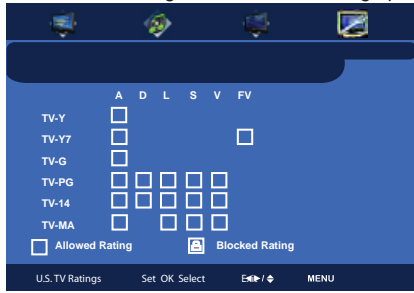 A D L S V FV
TV-Y
TV-Y7
TV-G
TV-PG
TV-14
TV-MA
Allowed Rating Blocked Rating
U.S. TV Ratings Set OK Select MENU